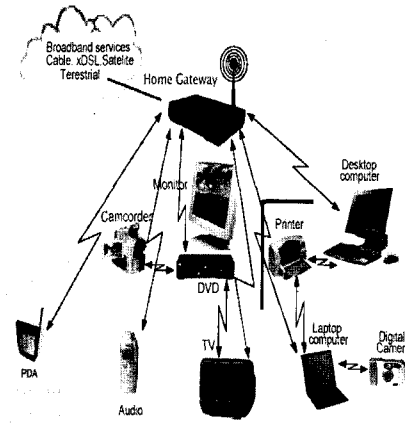 Broadband services
Cable, xDSL,Satelite
Terestrial
Home Gateway
Desktop
computer
Monitor
Camcorder
Printer
DVD
TV
Laptop
computer
Digital
Camer
PDA
Audio